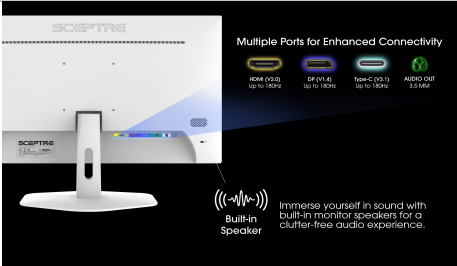 SCEPTRE
Multiple Ports for Enhanced Connectivity
HDMI (V2.0)
Up to 180Hz
DP (V1.4)
Up to 180Hz
Type-C (V3.1)
Up to 180Hz
AUDIO OUT
3.5 MM
SCEPTRE
Built-in
Speaker
Immerse yourself in sound with
built-in monitor speakers for a
clutter-free audio experience.